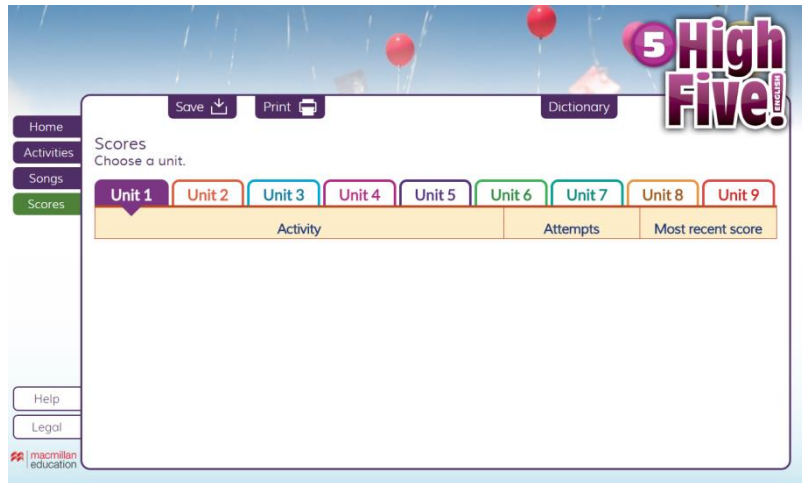 5 High
Five!
ENGLISH
Save Print Dictionary
Home
Activities
Songs
Scores
Scores
Choose a unit.
Unit 1 Unit 2 Unit 3 Unit 4 Unit 5 Unit 6 Unit 7 Unit 8 Unit 9
Activity Attempts Most recent score
Help
Legal
macmillan
education